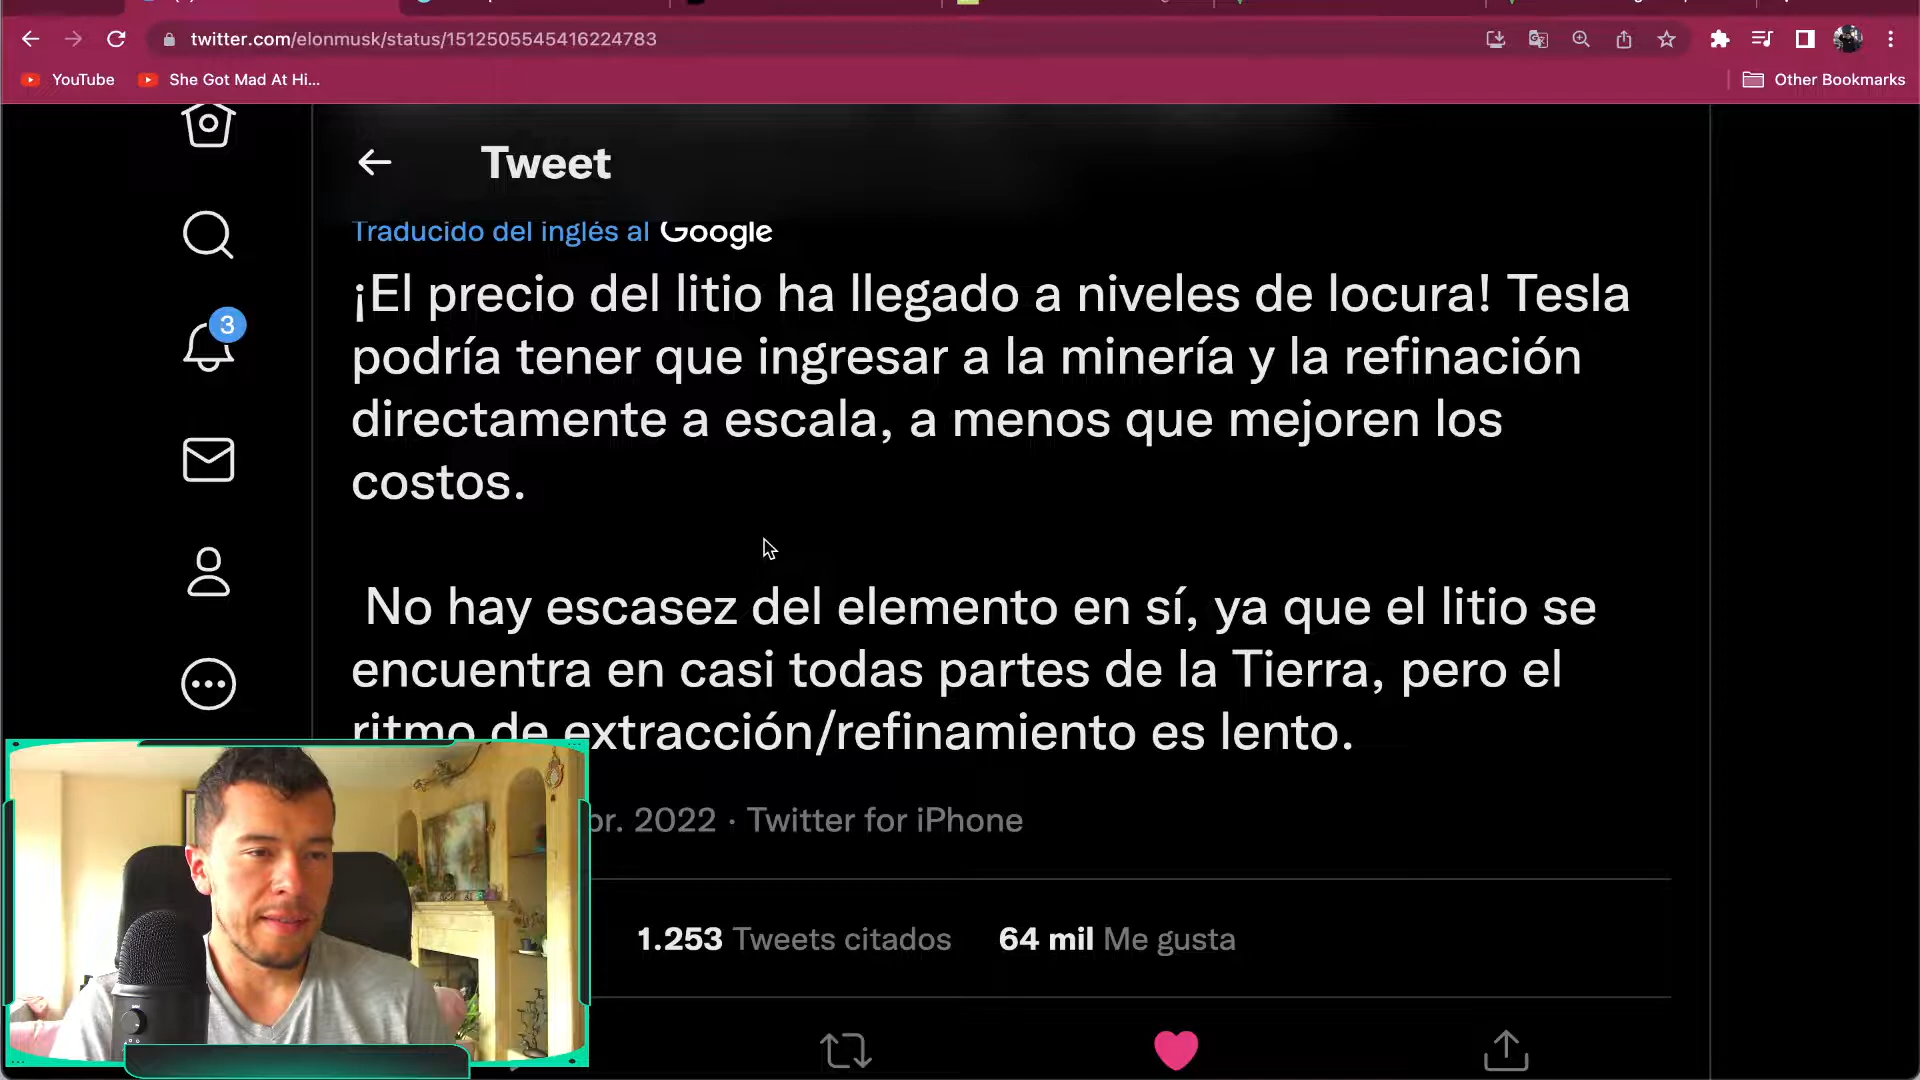 twitter.com/elonmusk/status/1512505545416224783
YouTube
She Got Mad At Hi...
Other Bookmarks
Tweet
Traducido del inglés al Google
¡El precio del litio ha llegado a niveles de locura! Tesla
podría tener que ingresar a la minería y la refinación
directamente a escala, a menos que mejoren los
costos.
3
No hay escasez del elemento en sí, ya que el litio se
encuentra en casi todas partes de la Tierra, pero el
ritmo de extracción/refinamiento es lento.
2022 · Twitter for iPhone
1.253 Tweets citados
64 mil Me gusta